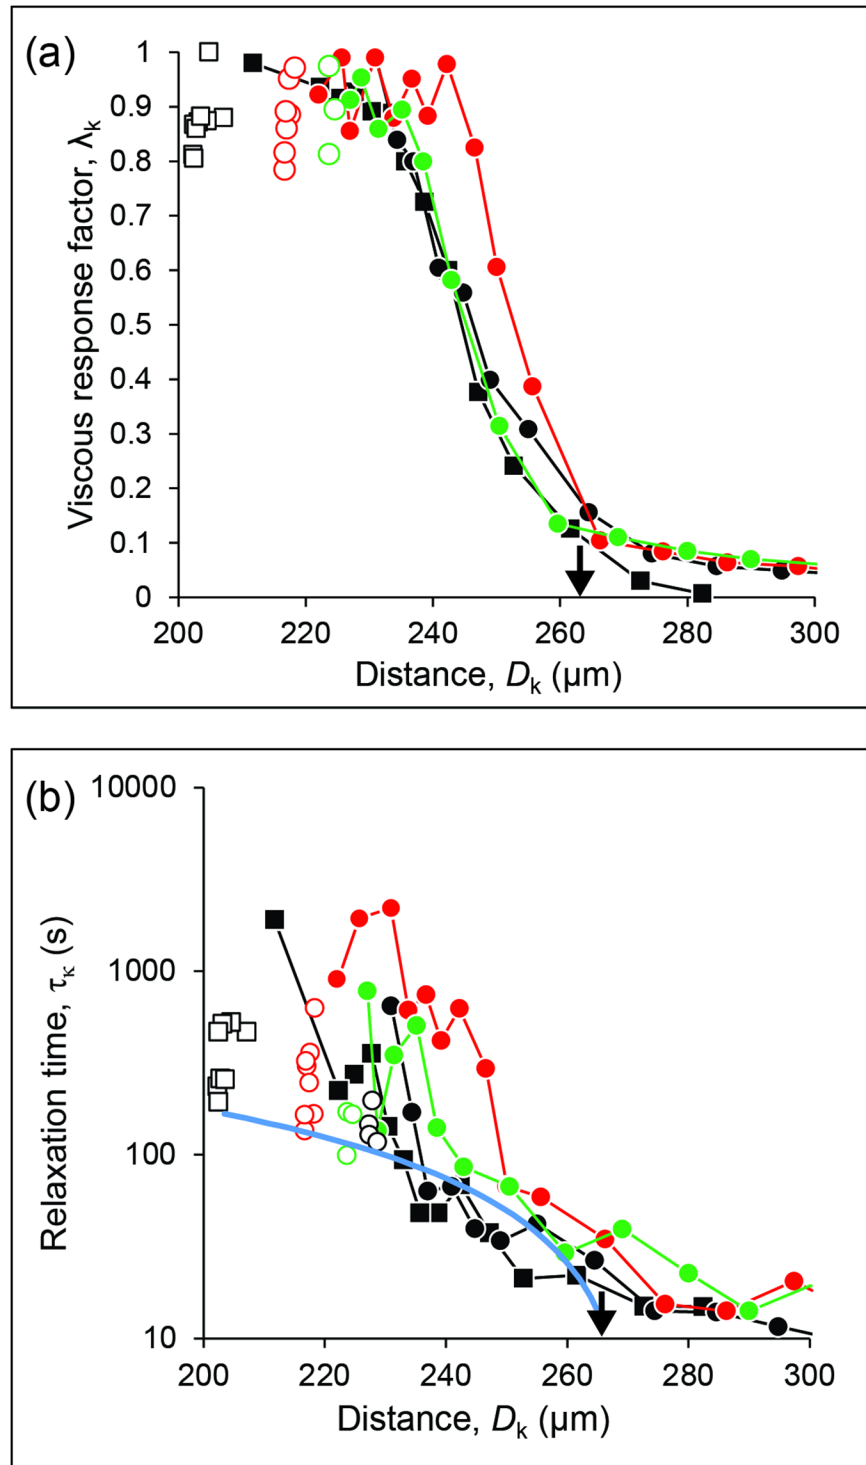 (a)
Viscous response factor, λk
1
0.9
0.8
0.7
0.6
0.5
0.4
0.3
0.2
0.1
0
200 220 240 260 280 300
Distance, Dk (µm)
(b)
Relaxation time, τκ (s)
10000
1000
100
10
200 220 240 260 280 300
Distance, Dk (µm)